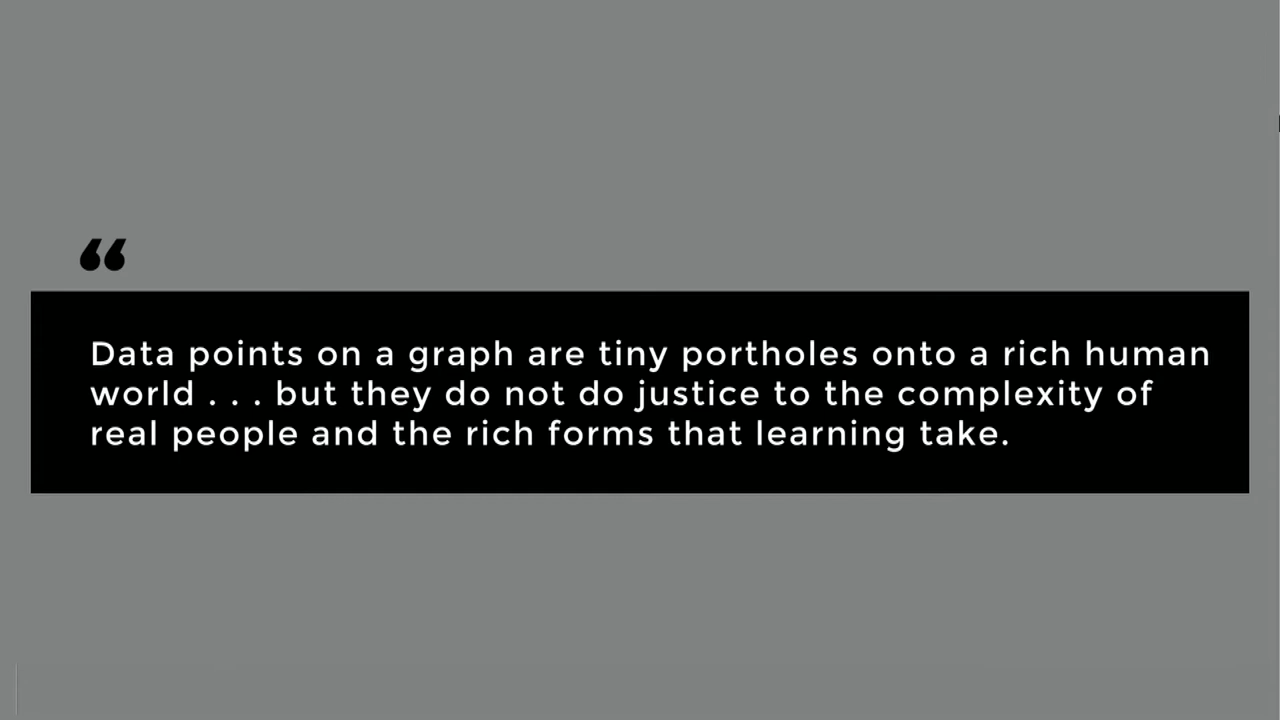 “
Data points on a graph are tiny portholes onto a rich human
world . . . but they do not do justice to the complexity of
real people and the rich forms that learning take.